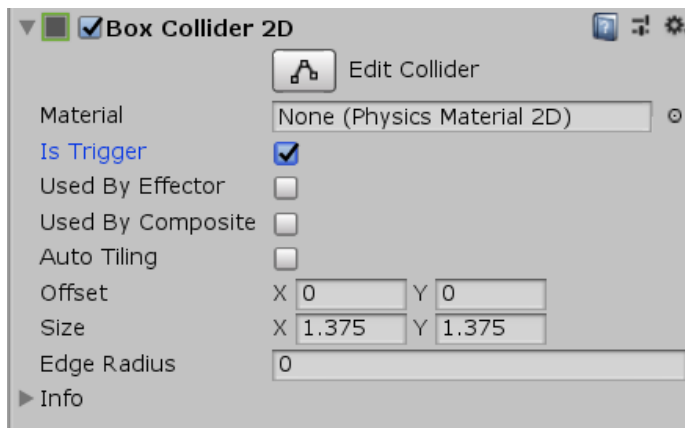 Box Collider 2D
Edit Collider
Material None (Physics Material 2D)
Is Trigger
Used By Effector
Used By Composite
Auto Tiling
Offset X 0 Y 0
Size X 1.375 Y 1.375
Edge Radius 0
Info